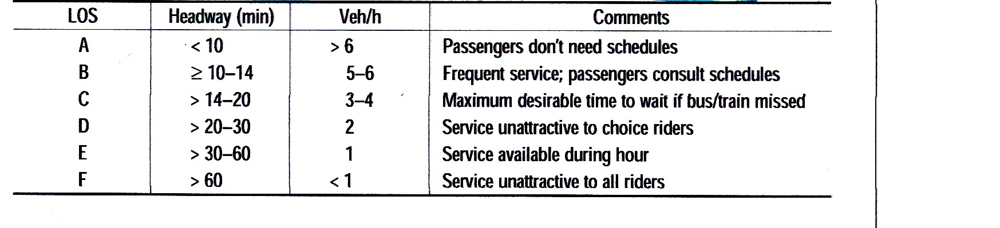 LOS Headway (min) Veh/h Comments
A < 10 > 6 Passengers don't need schedules
B ≥ 10–14 5–6 Frequent service; passengers consult schedules
C > 14–20 3–4 Maximum desirable time to wait if bus/train missed
D > 20–30 2 Service unattractive to choice riders
E > 30–60 1 Service available during hour
F > 60 < 1 Service unattractive to all riders